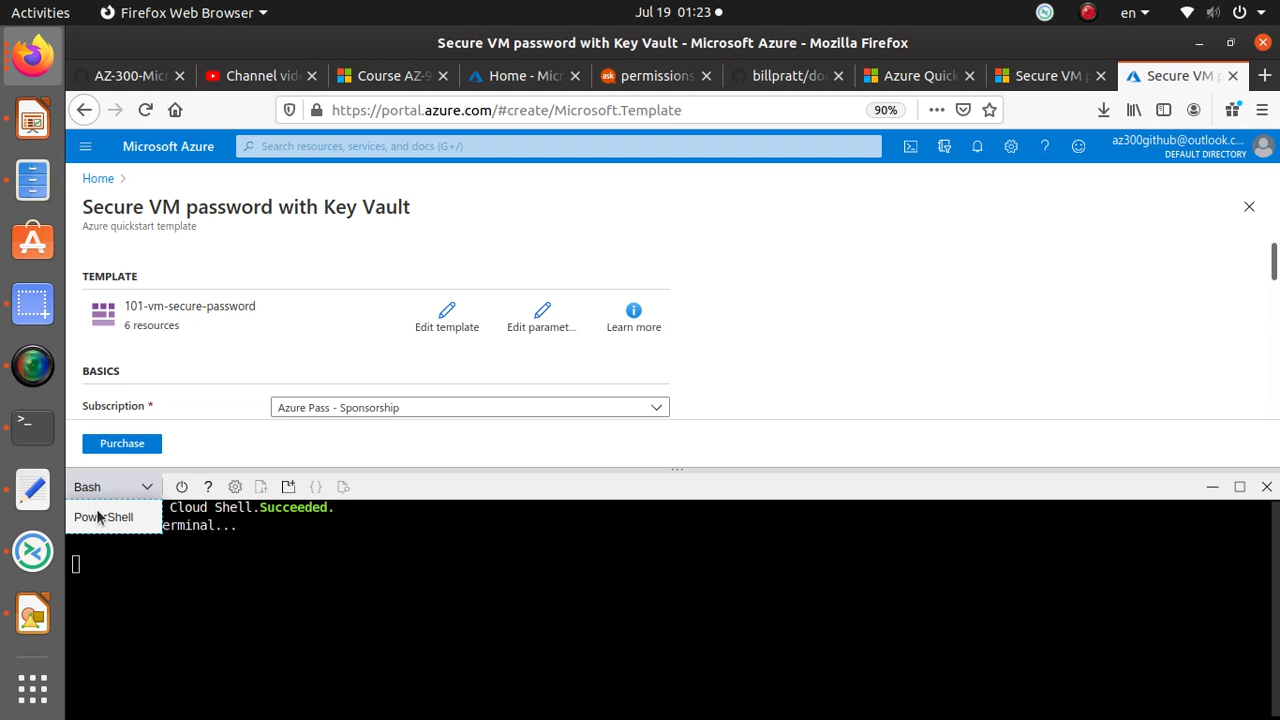 Activities
Firefox Web Browser
Jul 19 01:23
en
Secure VM password with Key Vault - Microsoft Azure - Mozilla Firefox
AZ-300-Mic
Channel vide
Course AZ-9
Home - Micr
permissions
billpratt/do
Azure Quick
Secure VM p
Secure VM p
https://portal.azure.com/#create/Microsoft.Template
90%
Microsoft Azure
Search resources, services, and docs (G+/)
az300github@outlook.c...
DEFAULT DIRECTORY
Home
Secure VM password with Key Vault
Azure quickstart template
TEMPLATE
101-vm-secure-password
6 resources
Edit template
Edit paramet...
Learn more
BASICS
Subscription *
Azure Pass - Sponsorship
Purchase
Bash
PowerShell
Cloud Shell.Succeeded.
erminal...